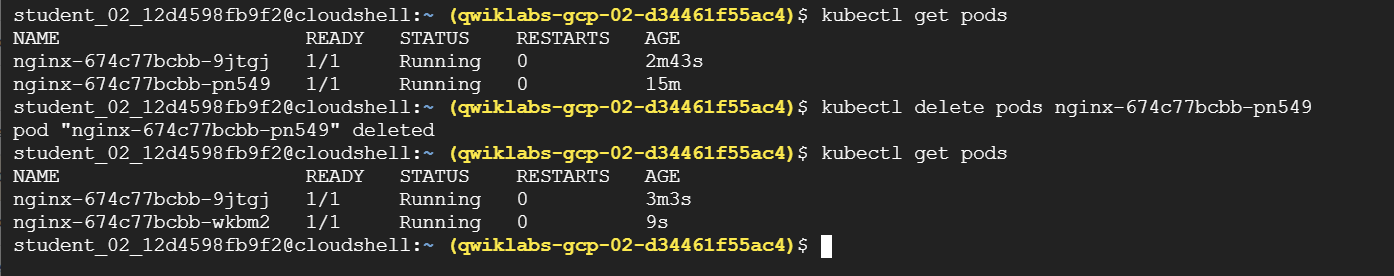 student_02_12d4598fb9f2@cloudshell:~ (qwiklabs-gcp-02-d34461f55ac4)$ kubectl get pods
NAME                     READY   STATUS    RESTARTS   AGE
nginx-674c77bcbb-9jtgj   1/1     Running   0          2m43s
nginx-674c77bcbb-pn549   1/1     Running   0          15m
student_02_12d4598fb9f2@cloudshell:~ (qwiklabs-gcp-02-d34461f55ac4)$ kubectl delete pods nginx-674c77bcbb-pn549
pod "nginx-674c77bcbb-pn549" deleted
student_02_12d4598fb9f2@cloudshell:~ (qwiklabs-gcp-02-d34461f55ac4)$ kubectl get pods
NAME                     READY   STATUS    RESTARTS   AGE
nginx-674c77bcbb-9jtgj   1/1     Running   0          3m3s
nginx-674c77bcbb-wkbm2   1/1     Running   0          9s
student_02_12d4598fb9f2@cloudshell:~ (qwiklabs-gcp-02-d34461f55ac4)$